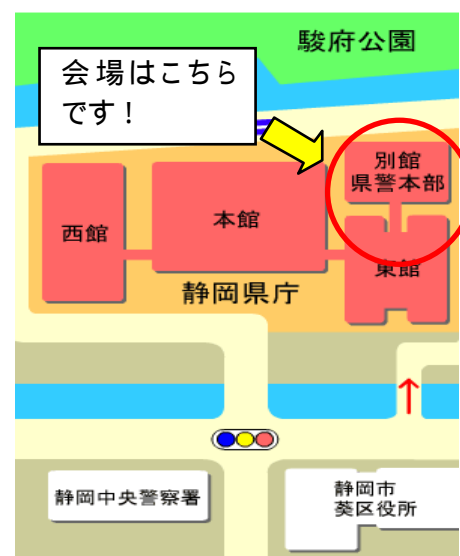 駿府公園
会場はこちら
です！
別館
県警本部
本館
西館
東館
静岡県庁
静岡中央警察署
静岡市
葵区役所